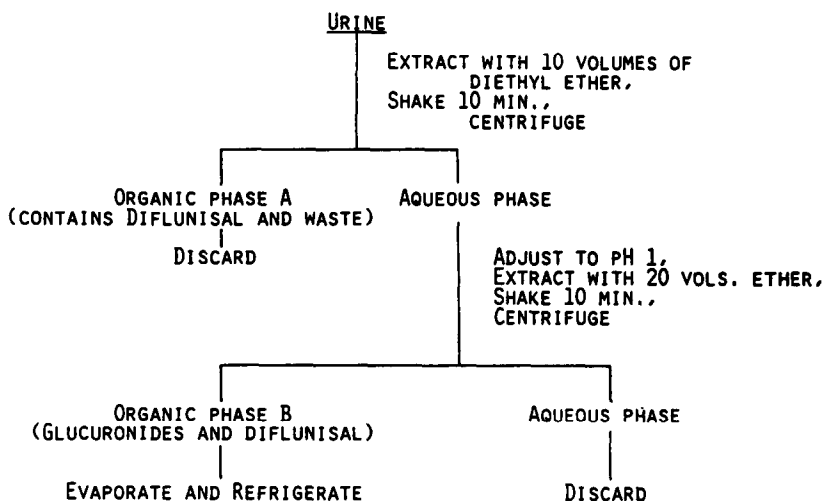 URINE
EXTRACT WITH 10 VOLUMES OF
DIETHYL ETHER,
SHAKE 10 MIN.,
CENTRIFUGE
ORGANIC PHASE A
(CONTAINS DIFLUNISAL AND WASTE)
DISCARD
AQUEOUS PHASE
ADJUST TO PH 1,
EXTRACT WITH 20 VOLS. ETHER,
SHAKE 10 MIN.,
CENTRIFUGE
ORGANIC PHASE B
(GLUCURONIDES AND DIFLUNISAL)
EVAPORATE AND REFRIGERATE
AQUEOUS PHASE
DISCARD